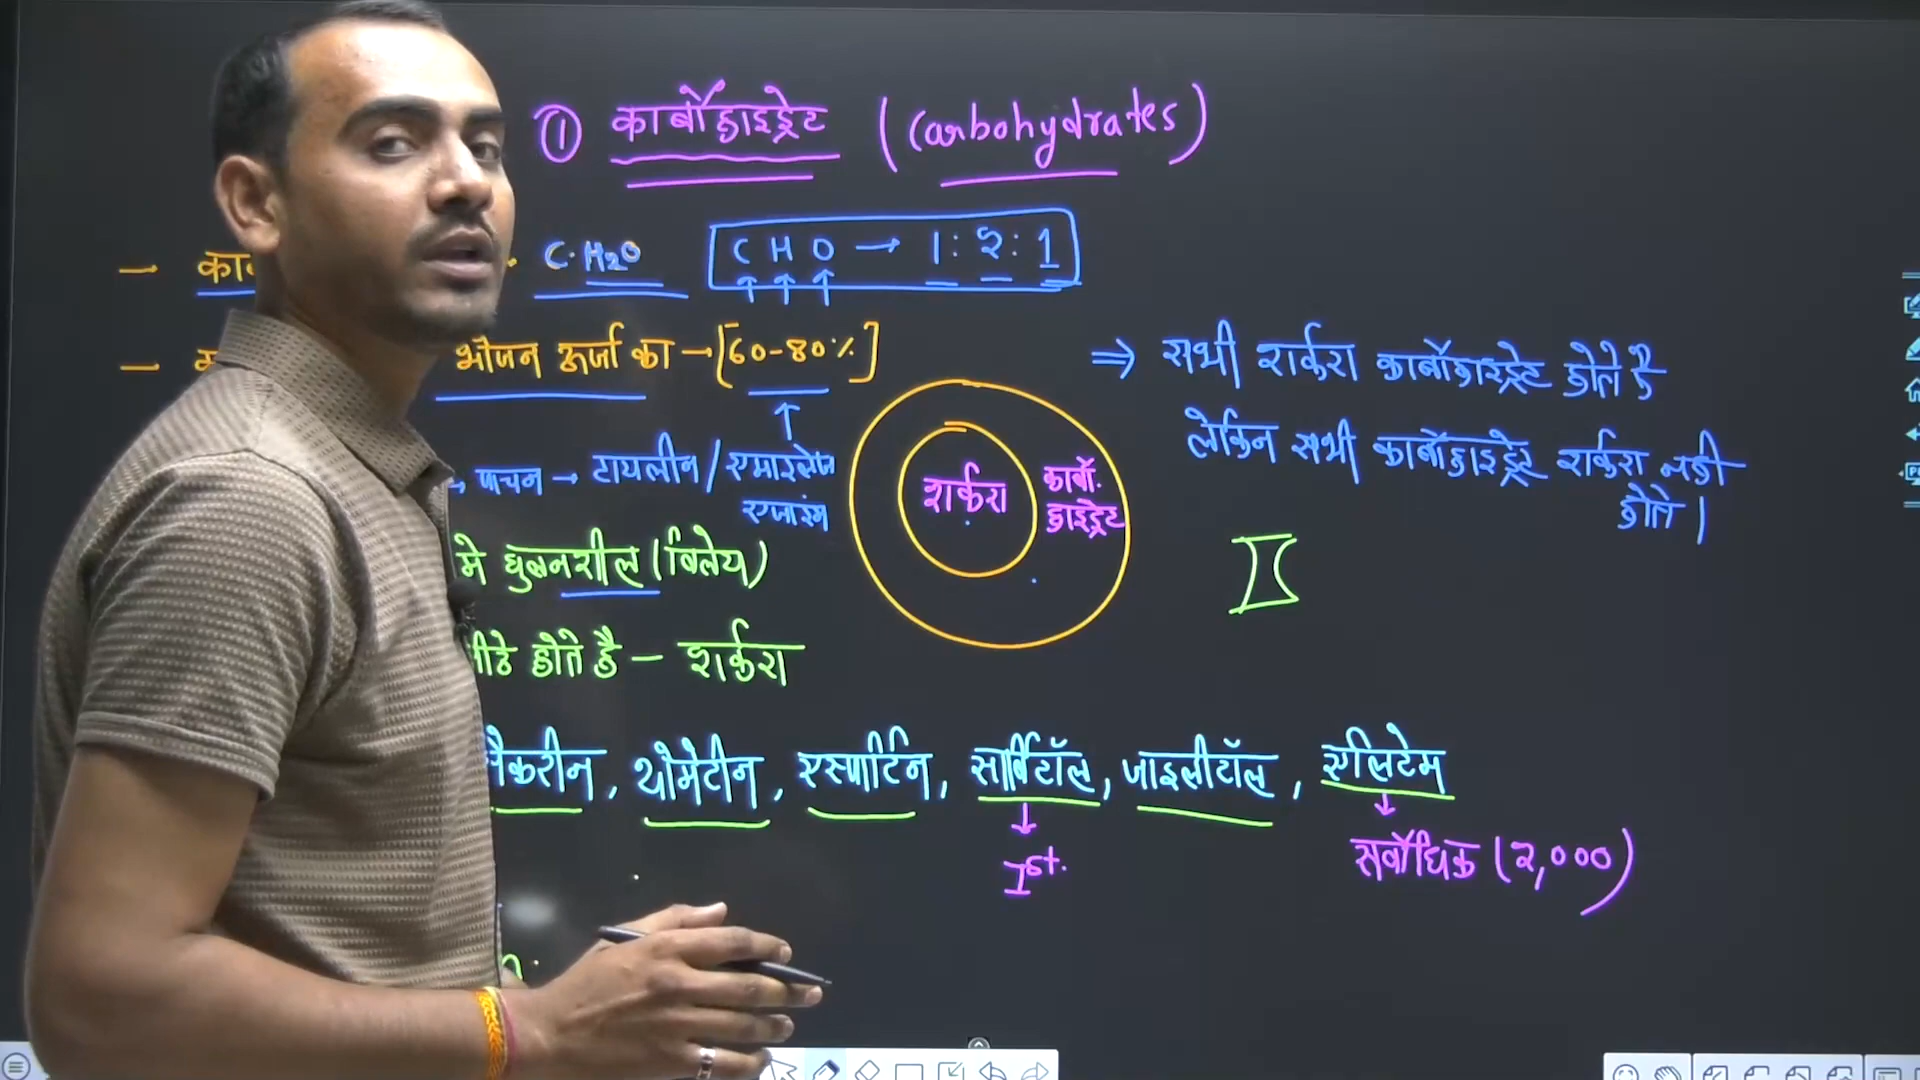 ① कार्बोहाइड्रेट (Carbohydrates)
C·H₂O
C H O → 1:2:1
भोजन ऊर्जा का → [60-80%]
पाचन → टायलीन / एमाइलेज
एन्जाइम
⇒ सभी शर्करा कार्बोहाइड्रेट होते है
लेकिन सभी कार्बोहाइड्रेट शर्करा नही
होते।
शर्करा
कार्बो.
हाइड्रेट
मे घुलनशील (विलेय)
होते है – शर्करा
थोमेटीन, एस्पार्टिन, सार्बिटॉल, जाइलीटॉल, एलिटेम
↓ Ist.
↓ सर्वाधिक (2,000)